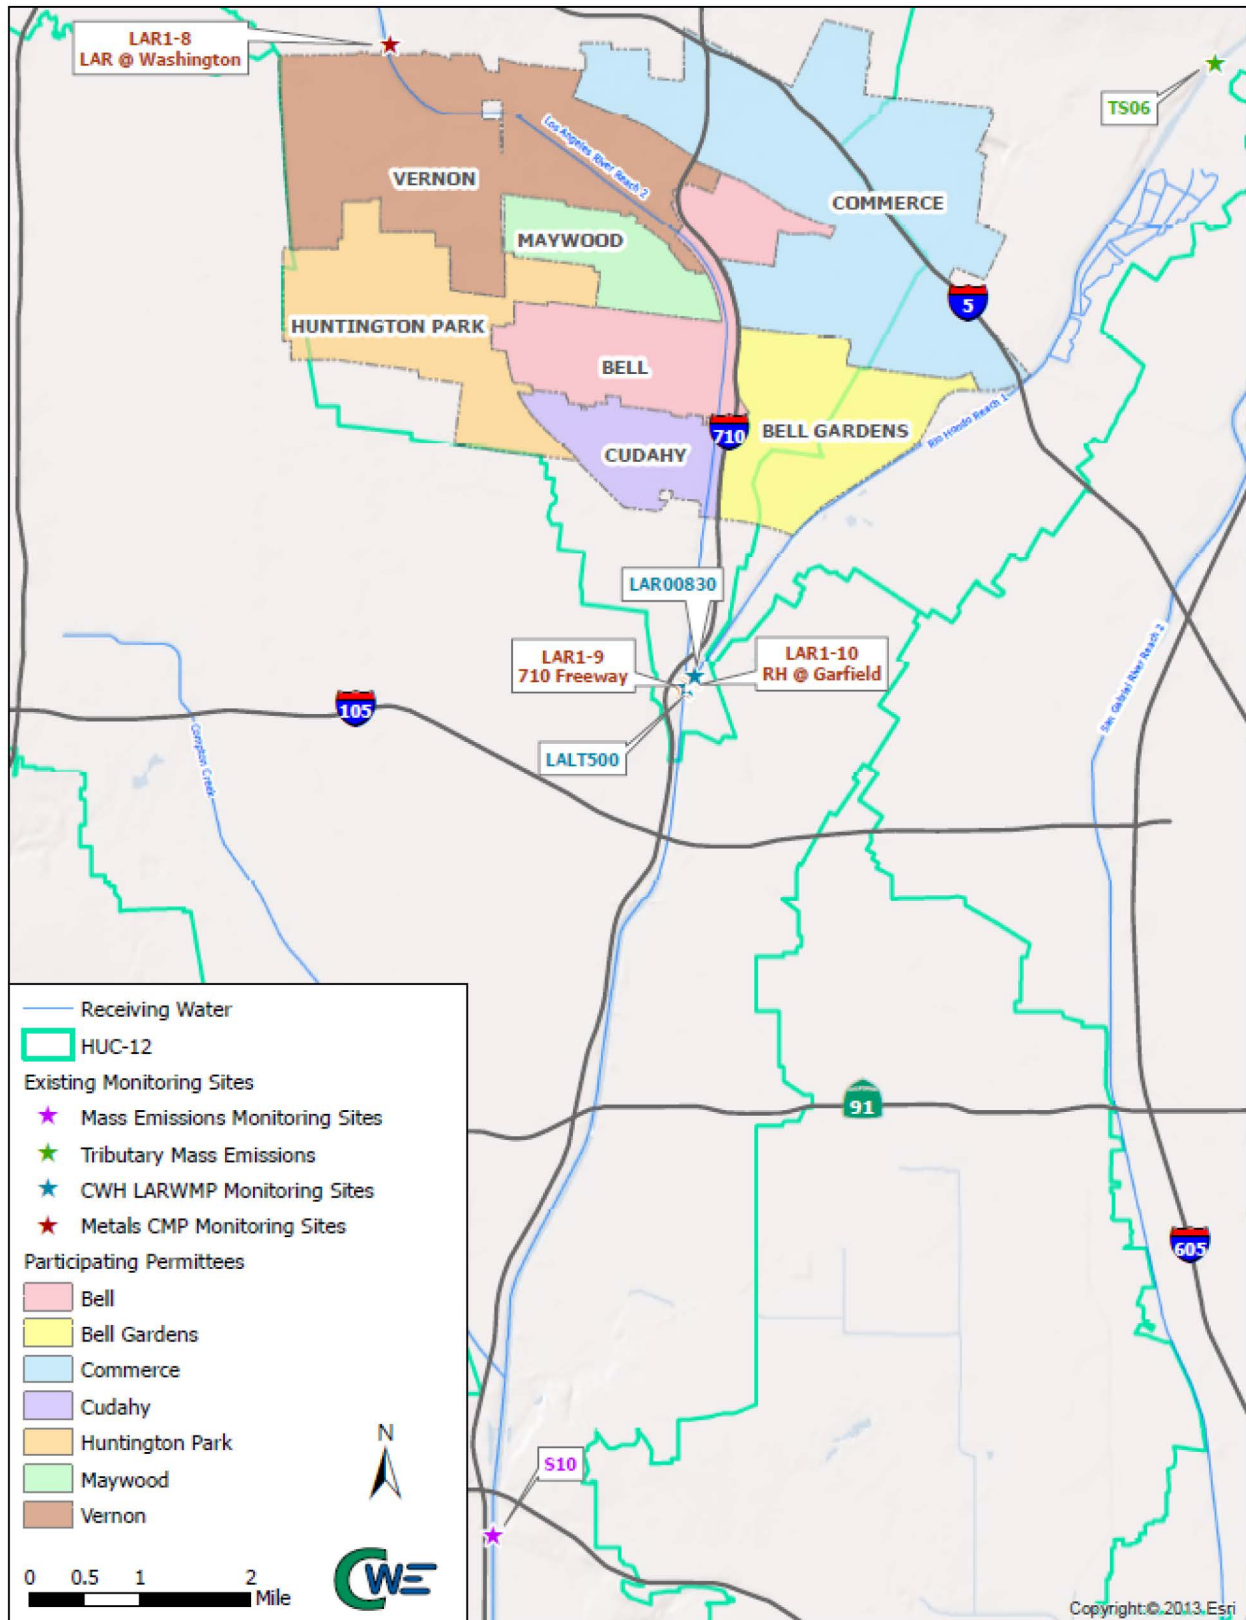 LAR1-8
LAR @ Washington
TS06
Los Angeles River Reach 2
VERNON
COMMERCE
MAYWOOD
5
HUNTINGTON PARK
BELL
710
BELL GARDENS
Rio Hondo Reach 1
CUDAHY
LAR00830
LAR1-9
710 Freeway
LAR1-10
RH @ Garfield
San Gabriel River Reach 2
105
LALT500
Compton Creek
CALIFORNIA
91
605
S10
Receiving Water
HUC-12
Existing Monitoring Sites
Mass Emissions Monitoring Sites
Tributary Mass Emissions
CWH LARWMP Monitoring Sites
Metals CMP Monitoring Sites
Participating Permittees
Bell
Bell Gardens
Commerce
Cudahy
Huntington Park
Maywood
Vernon
N
0 0.5 1 2
Mile
CWE
Copyright:© 2013 Esri